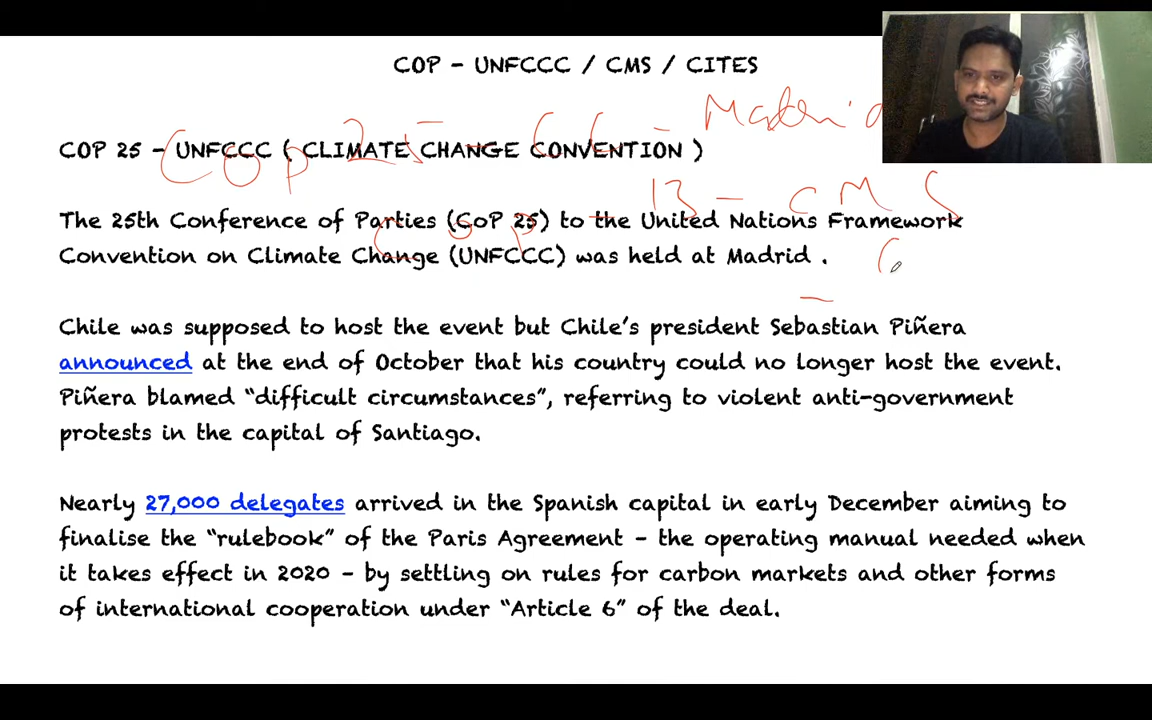 COP - UNFCCC / CMS / CITES
Madrid
COP 25 - CC -
COP 25 - UNFCCC ( CLIMATE CHANGE CONVENTION )
COP - 13 - CMS
The 25th Conference of Parties (CoP 25) to the United Nations Framework
Convention on Climate Change (UNFCCC) was held at Madrid .
Chile was supposed to host the event but Chile's president Sebastian Piñera
announced at the end of October that his country could no longer host the event.
Piñera blamed "difficult circumstances", referring to violent anti-government
protests in the capital of Santiago.
Nearly 27,000 delegates arrived in the Spanish capital in early December aiming to
finalise the "rulebook" of the Paris Agreement – the operating manual needed when
it takes effect in 2020 – by settling on rules for carbon markets and other forms
of international cooperation under "Article 6" of the deal.